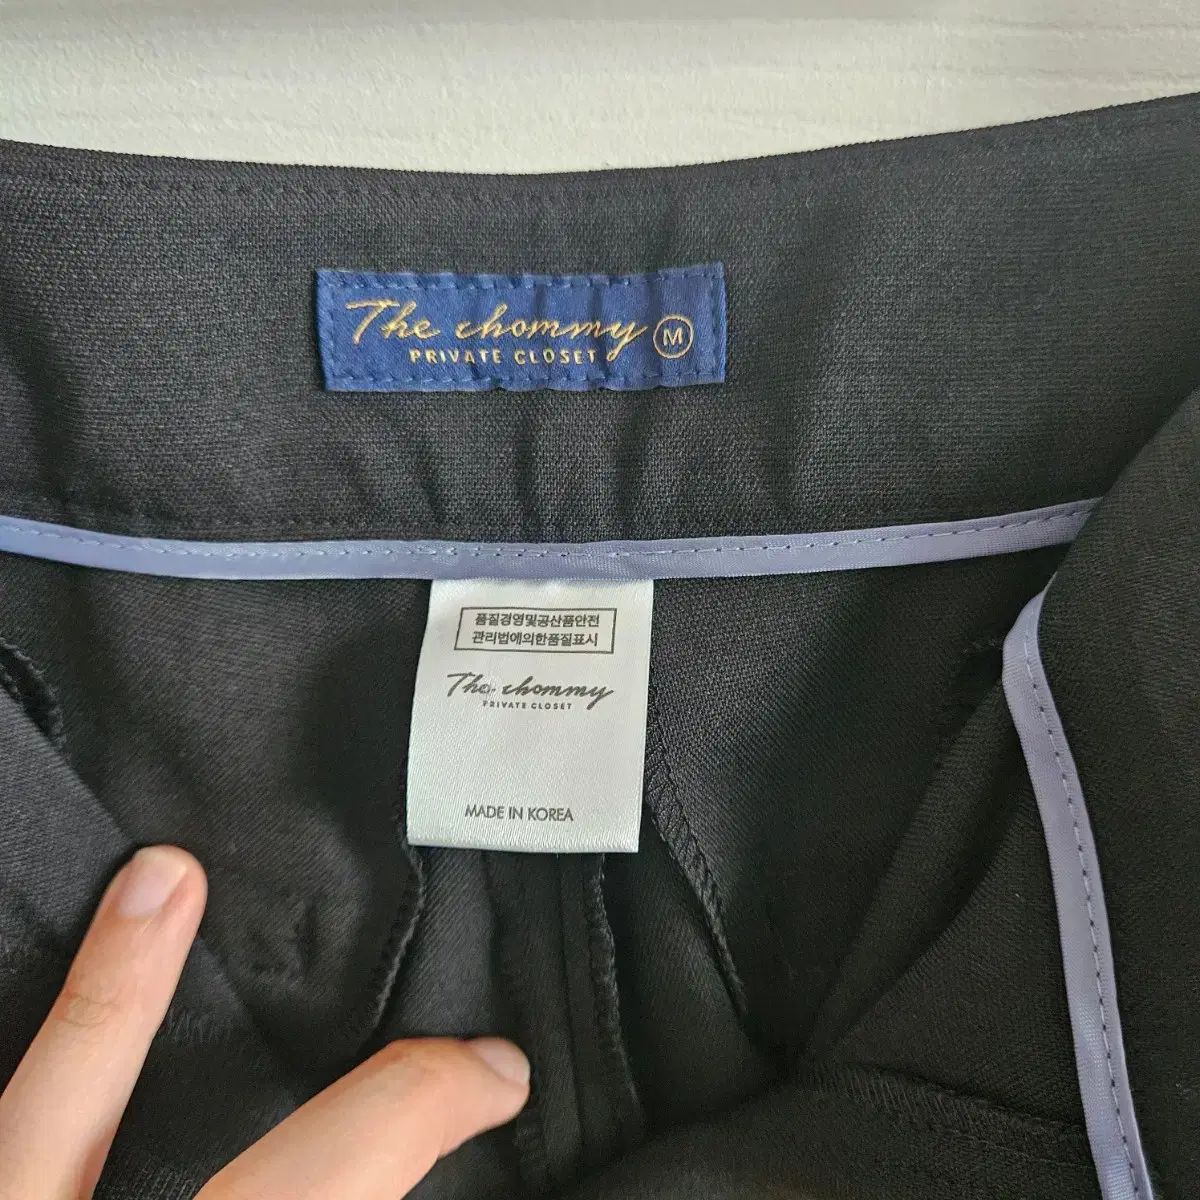 The chommy M
PRIVATE CLOSET
품질경영및공산품안전
관리법에의한품질표시
The chommy
PRIVATE CLOSET
MADE IN KOREA